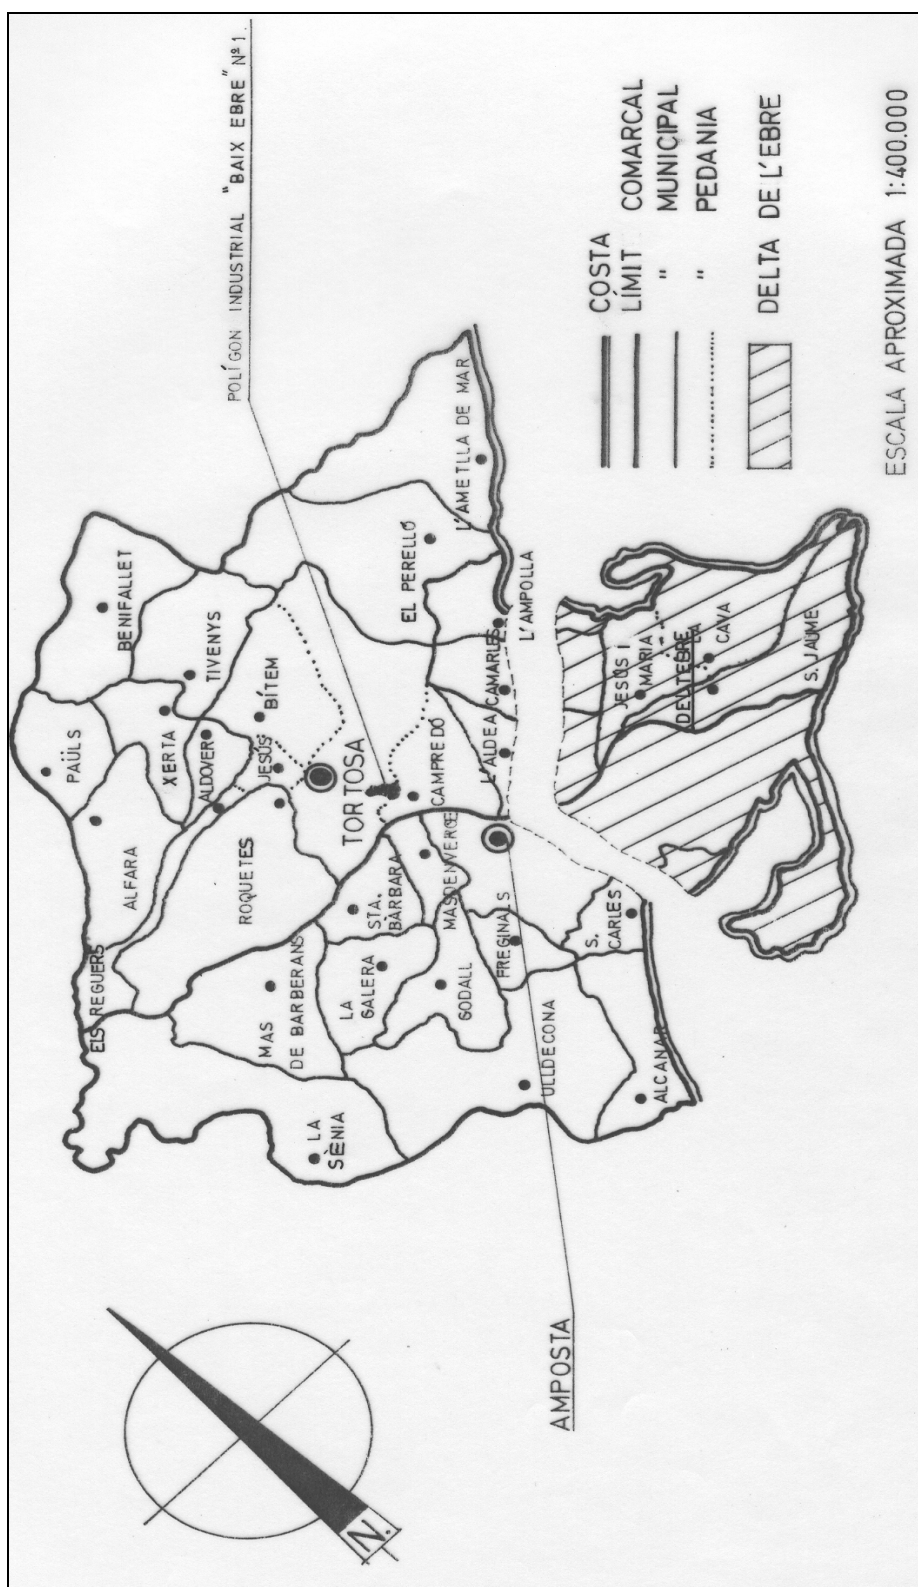 POLÍGON INDUSTRIAL "BAIX EBRE" Nº 1.
BENIFALLET
PAÜLS
TIVENYS
XERTA
ALDOVER
JESÚS
BÍTEM
ALFARA
ELS REGUERS
ROQUETES
TORTOSA
CAMPREDÓ
EL PERELLÓ
L'AMETLLA DE MAR
L'AMPOLLA
CAMARLES
L'ALDEA
MAS
DE BARBERANS
STA.
BÀRBARA
MASDENVERGE
LA
GALERA
GODALL
FREGINALS
LA
SÈNIA
ULLDECONA
S.
CARLES
ALCANAR
JESÚS I
MARIA
DELTEBRE
LA
CAVA
S. JAUME
AMPOSTA
N.
COSTA
LÍMIT COMARCAL
" MUNICIPAL
" PEDANIA
DELTA DE L'EBRE
ESCALA APROXIMADA 1:400.000